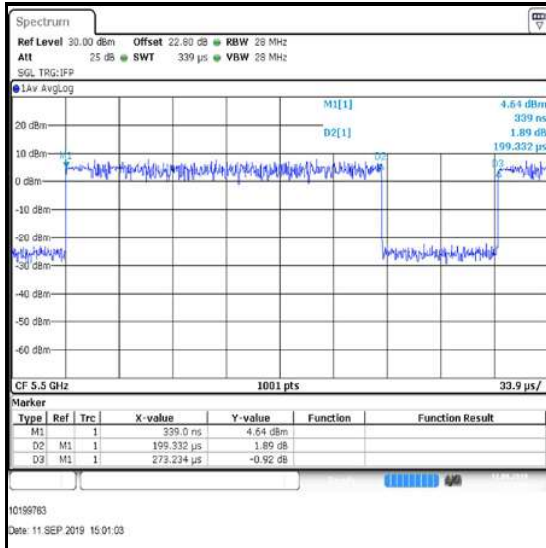 Spectrum
Ref Level 30.00 dBm Offset 22.80 dB RBW 28 MHz
Att 25 dB SWT 339 µs VBW 28 MHz
SGL TRG:IFP
1Av AvgLog
M1[1] 4.64 dBm
339 ns
D2[1] 1.89 dB
199.332 µs
20 dBm
10 dBm
M1
D2
D3
0 dBm
-10 dBm
-20 dBm
-30 dBm
-40 dBm
-50 dBm
-60 dBm
CF 5.5 GHz 1001 pts 33.9 µs/
Marker
Type Ref Trc X-value Y-value Function Function Result
M1 1 339.0 ns 4.64 dBm
D2 M1 1 199.332 µs 1.89 dB
D3 M1 1 273.234 µs -0.92 dB
10199763
Date: 11.SEP.2019 15:01:03